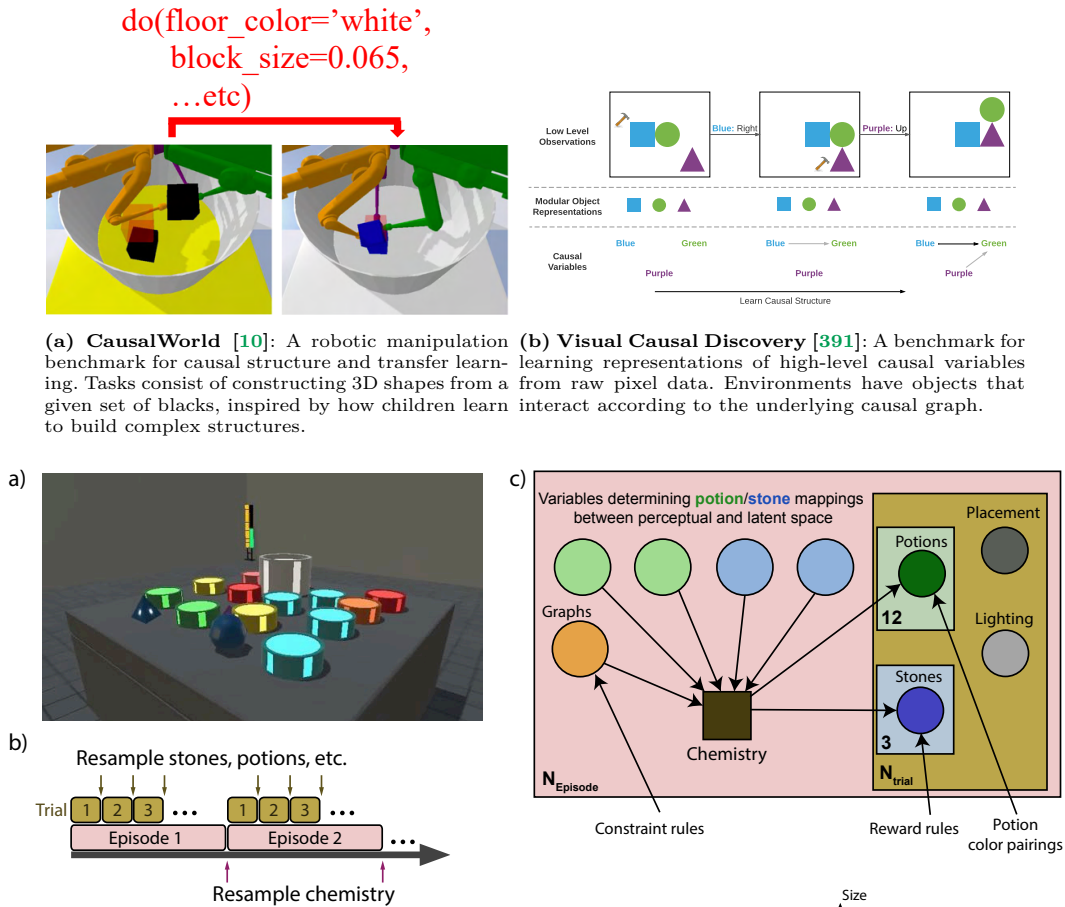 do(floor_color=’white’,
block_size=0.065,
…etc)
Low Level
Observations
Blue: Right
Purple: Up
Modular Object
Representations
Causal
Variables
Blue
Green
Purple
Blue
Green
Purple
Blue
Green
Purple
Learn Causal Structure
(a) CausalWorld [10]: A robotic manipulation
benchmark for causal structure and transfer learn-
ing. Tasks consist of constructing 3D shapes from a
given set of blacks, inspired by how children learn
to build complex structures.
(b) Visual Causal Discovery [391]: A benchmark for
learning representations of high-level causal variables
from raw pixel data. Environments have objects that
interact according to the underlying causal graph.
a)
b)
Resample stones, potions, etc.
Trial
1
2
3
•••
1
2
3
•••
Episode 1
Episode 2
•••
Resample chemistry
c)
Variables determining potion/stone mappings
between perceptual and latent space
Graphs
Chemistry
N_Episode
Potions
12
Stones
3
N_trial
Placement
Lighting
Constraint rules
Reward rules
Potion
color pairings
Size